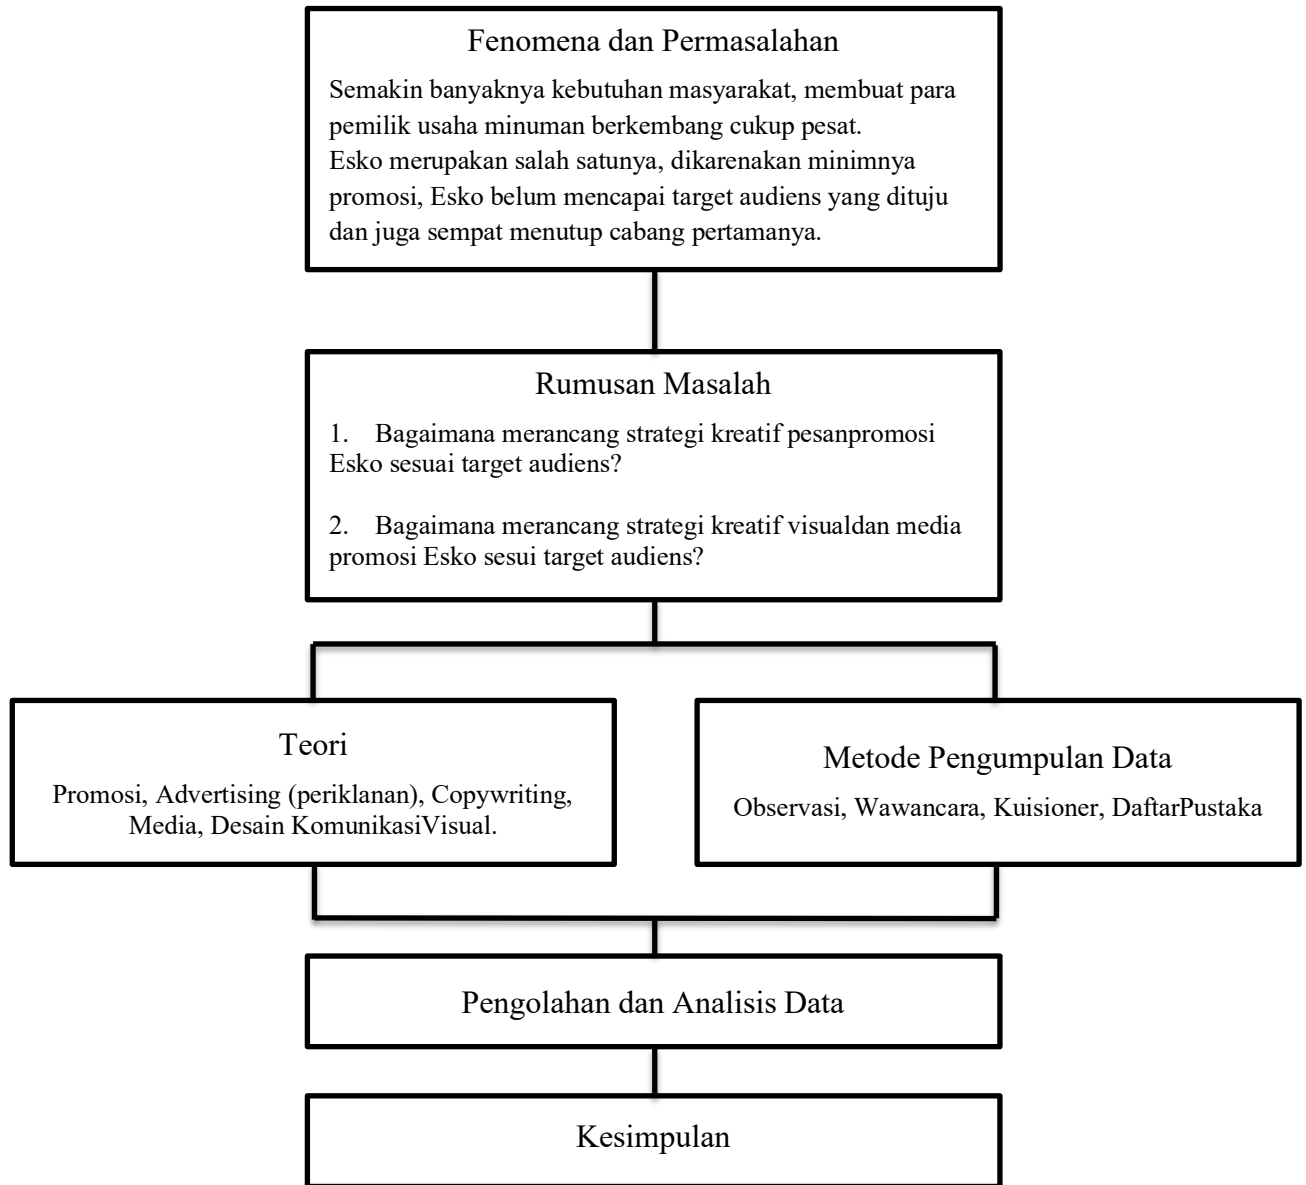 Fenomena dan Permasalahan
Semakin banyaknya kebutuhan masyarakat, membuat para
pemilik usaha minuman berkembang cukup pesat.
Esko merupakan salah satunya, dikarenakan minimnya
promosi, Esko belum mencapai target audiens yang dituju
dan juga sempat menutup cabang pertamanya.
Rumusan Masalah
1. Bagaimana merancang strategi kreatif pesanpromosi
Esko sesuai target audiens?
2. Bagaimana merancang strategi kreatif visualdan media
promosi Esko sesui target audiens?
Teori
Promosi, Advertising (periklanan), Copywriting,
Media, Desain KomunikasiVisual.
Metode Pengumpulan Data
Observasi, Wawancara, Kuisioner, DaftarPustaka
Pengolahan dan Analisis Data
Kesimpulan